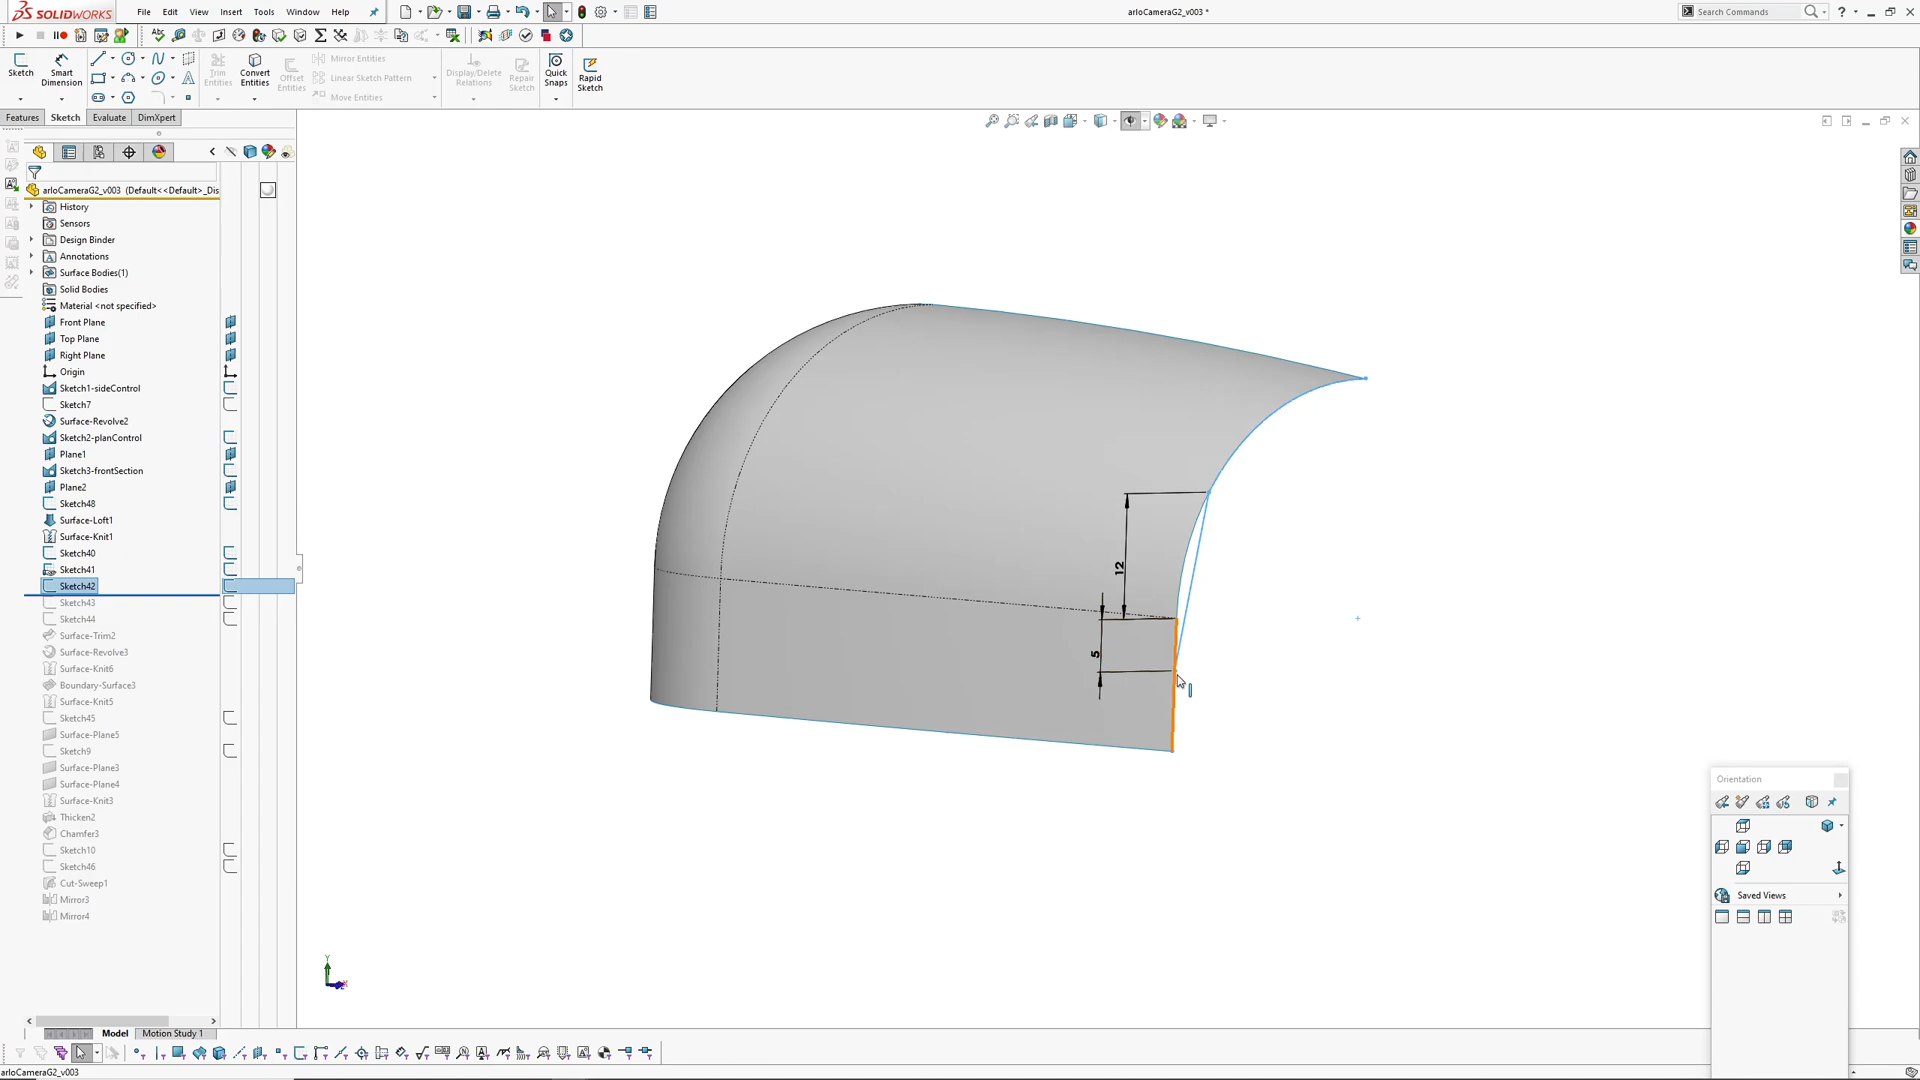 SOLIDWORKS
File
Edit
View
Insert
Tools
Window
Help
arloCameraG2_v003 *
Search Commands
Sketch
Smart
Dimension
Trim
Entities
Convert
Entities
Offset
Entities
Mirror Entities
Linear Sketch Pattern
Move Entities
Display/Delete
Relations
Repair
Sketch
Quick
Snaps
Rapid
Sketch
Features
Sketch
Evaluate
DimXpert
arloCameraG2_v003 (Default<<Default>_Dis
History
Sensors
Design Binder
Annotations
Surface Bodies(1)
Solid Bodies
Material <not specified>
Front Plane
Top Plane
Right Plane
Origin
Sketch1-sideControl
Sketch7
Surface-Revolve2
Sketch2-planControl
Plane1
Sketch3-frontSection
Plane2
Sketch48
Surface-Loft1
Surface-Knit1
Sketch40
Sketch41
Sketch42
Sketch43
Sketch44
Surface-Trim2
Surface-Revolve3
Surface-Knit6
Boundary-Surface3
Surface-Knit5
Sketch45
Surface-Plane5
Sketch9
Surface-Plane3
Surface-Plane4
Surface-Knit3
Thicken2
Chamfer3
Sketch10
Sketch46
Cut-Sweep1
Mirror3
Mirror4
12
5
Y
Orientation
Saved Views
Model
Motion Study 1
arloCameraG2_v003